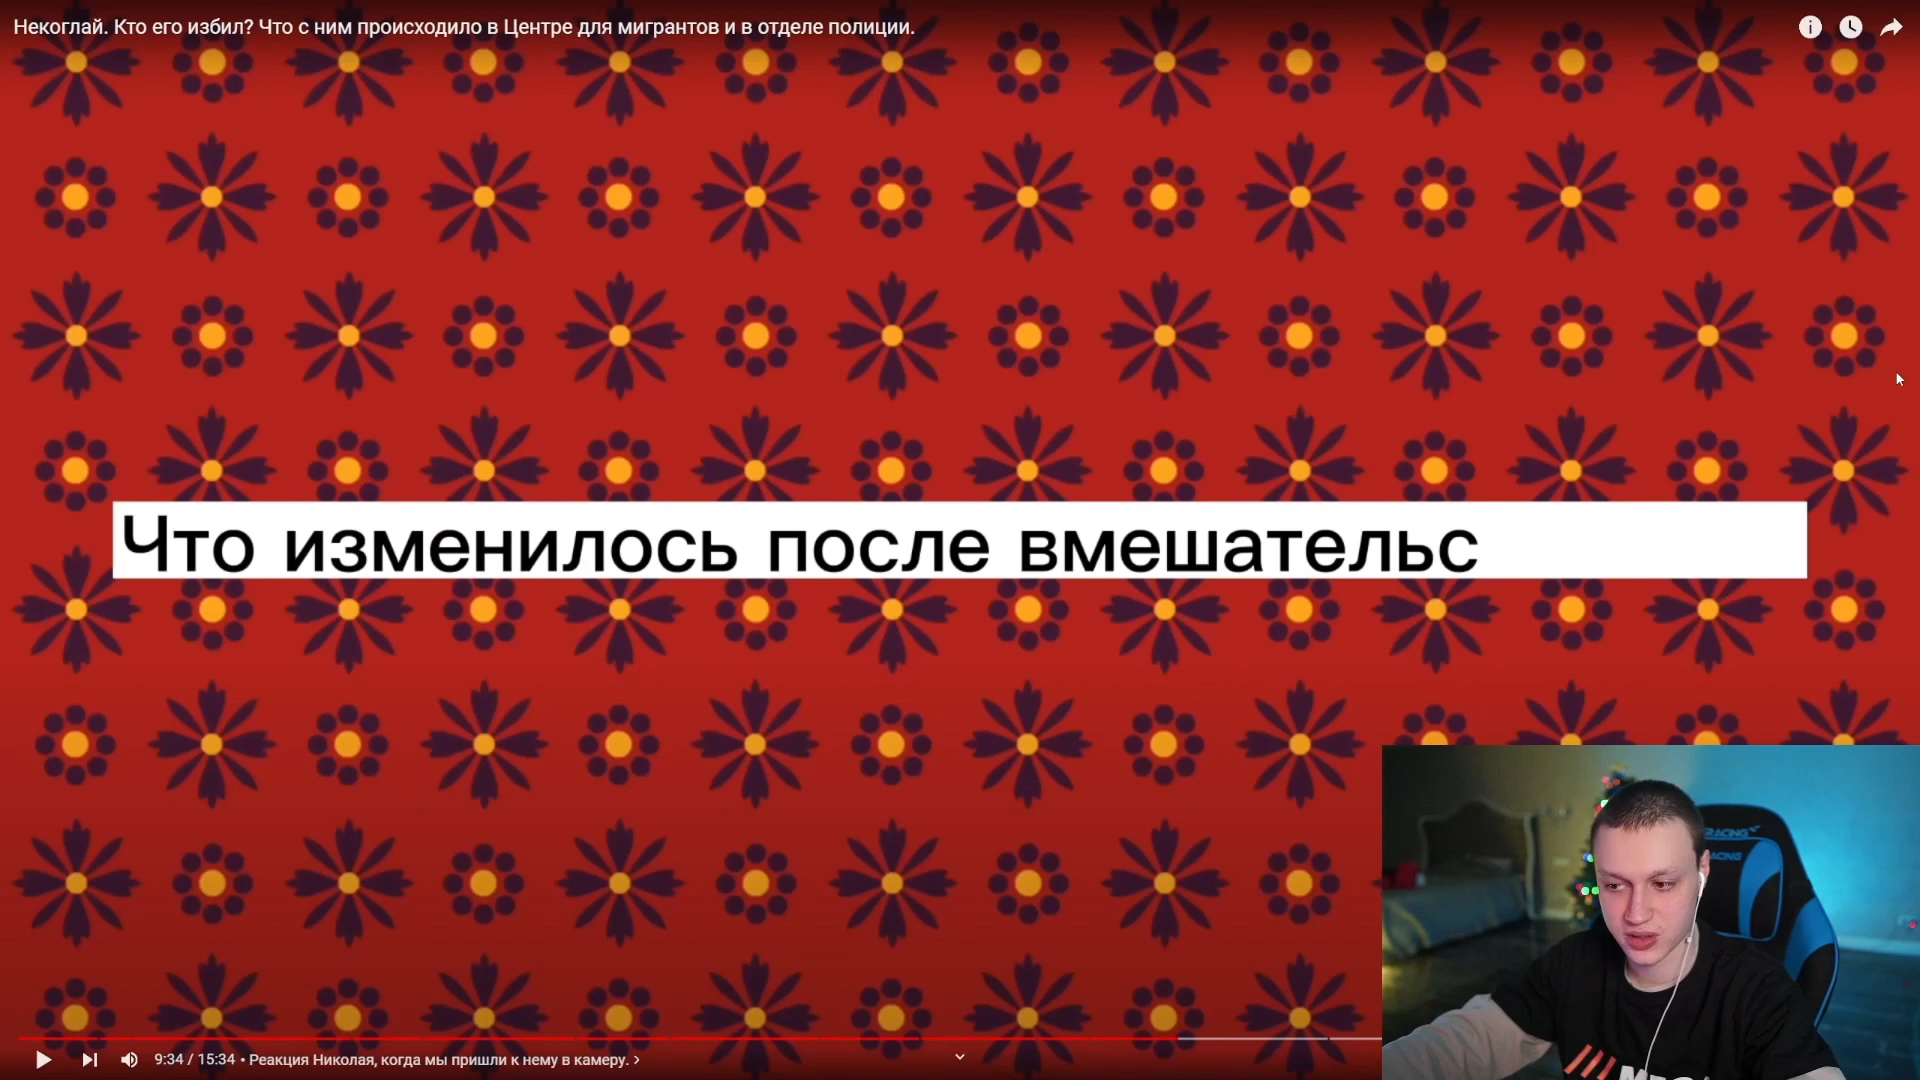 Некоглай. Кто его избил? Что с ним происходило в Центре для мигрантов и в отделе полиции.
Что изменилось после вмешательс
RACING
9:34 / 15:34 • Реакция Николая, когда мы пришли к нему в камеру. ›